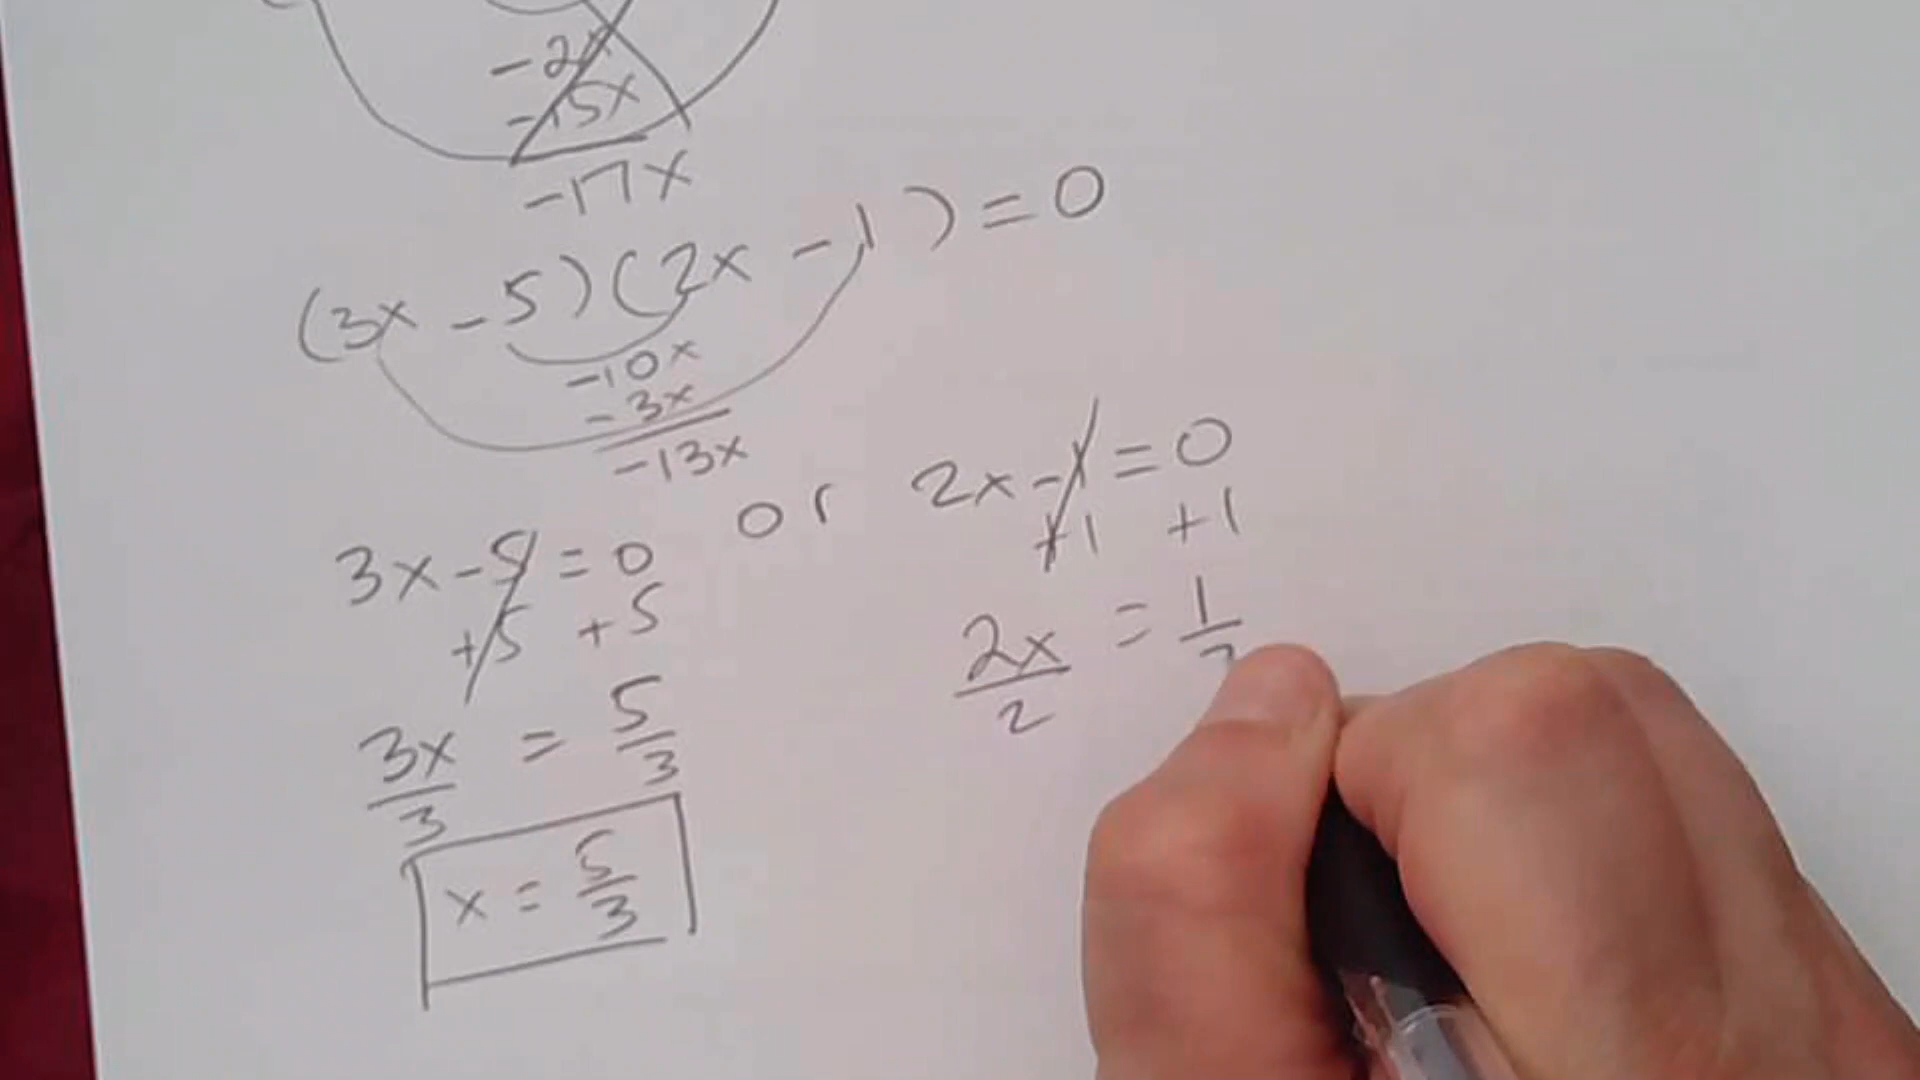 -2x
-15x
-17x
(3x - 5)(2x - 1) = 0
-10x
-3x
-13x
3x - 5 = 0 or 2x - 1 = 0
+5 +5 +1 +1
3x/3 = 5/3 2x/2 = 1/2
x = 5/3